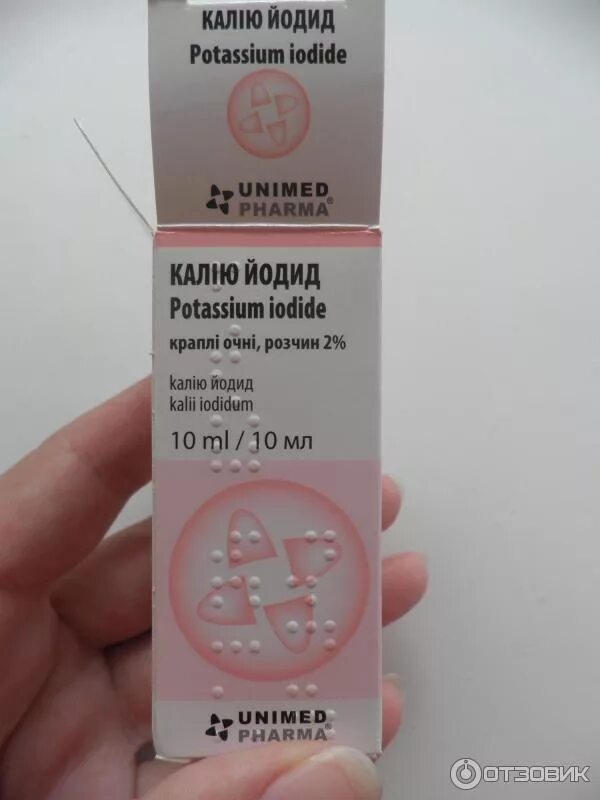 КАЛІЮ ЙОДИД
Potassium iodide
UNIMED
PHARMA®
КАЛІЮ ЙОДИД
Potassium iodide
краплі очні, розчин 2%
калію йодид
kalii iodidum
10 ml / 10 мл
UNIMED
PHARMA®
ОТЗОВИК